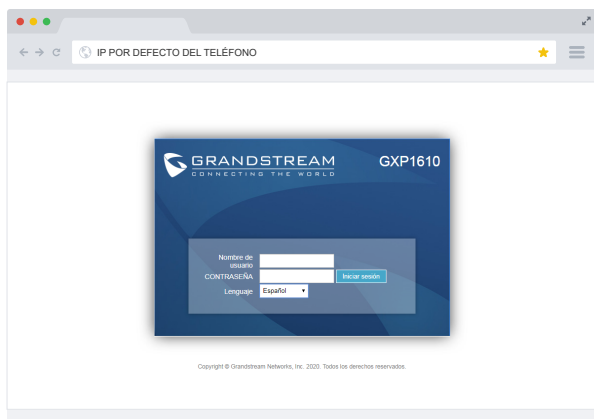 IP POR DEFECTO DEL TELÉFONO
GRANDSTREAM
CONNECTING THE WORLD
GXP1610
Nombre de
usuario
CONTRASEÑA
Iniciar sesión
Lenguaje
Español
Copyright © Grandstream Networks, Inc. 2020. Todos los derechos reservados.